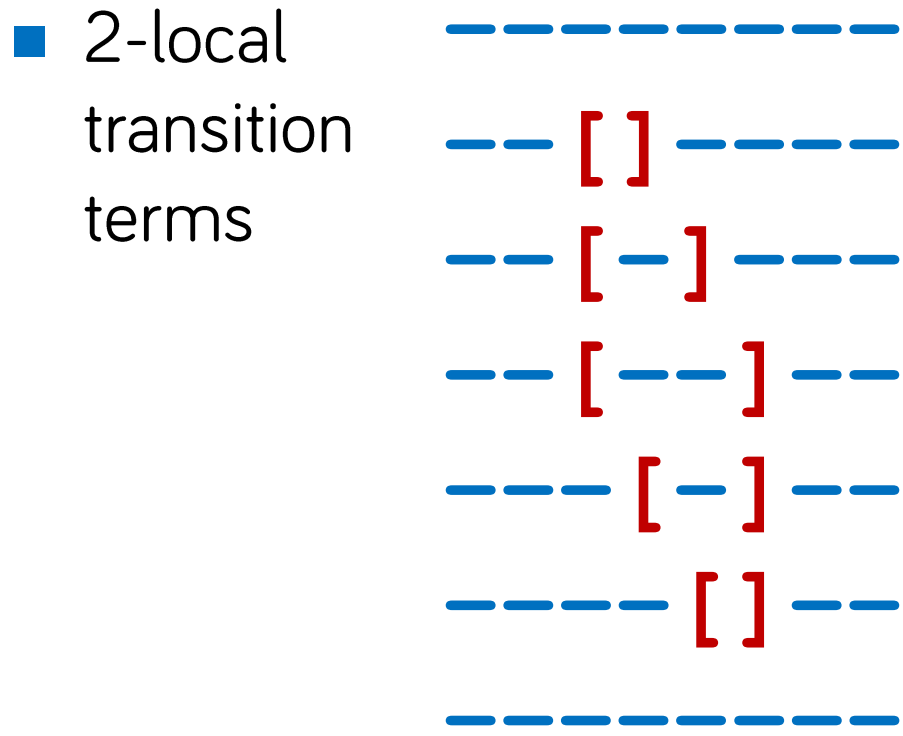 2-local
transition
terms
— — — — — — — —
— — [ ] — — — —
— — [ — ] — — —
— — [ — — ] — —
— — — [ — ] — —
— — — — [ ] — —
— — — — — — — —